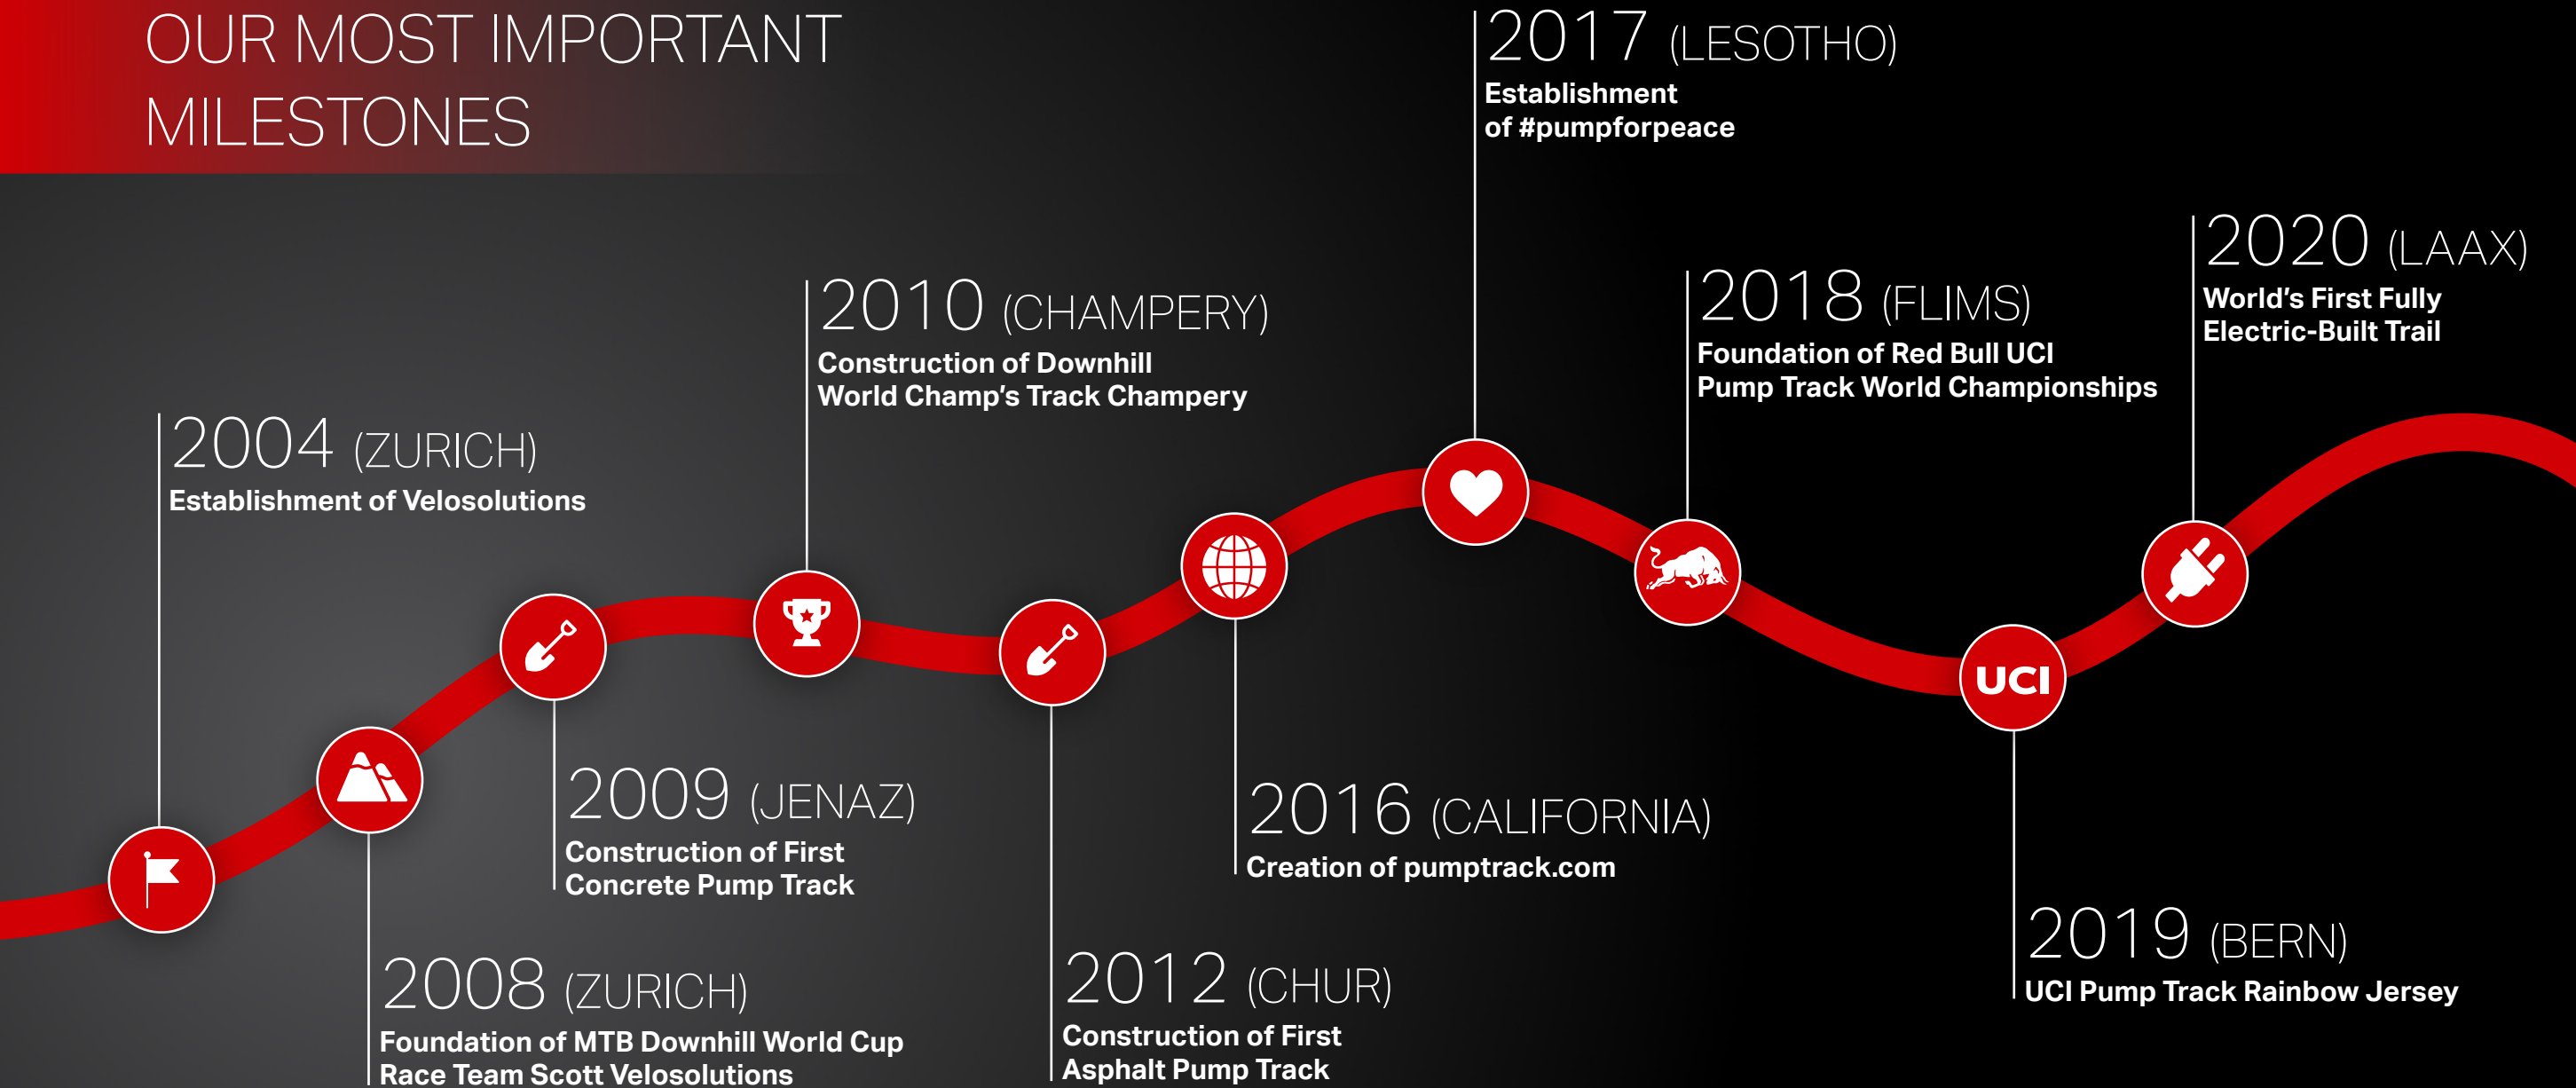 OUR MOST IMPORTANT
MILESTONES
2004 (ZURICH)
Establishment of Velosolutions
2008 (ZURICH)
Foundation of MTB Downhill World Cup
Race Team Scott Velosolutions
2009 (JENAZ)
Construction of First
Concrete Pump Track
2010 (CHAMPERY)
Construction of Downhill
World Champ's Track Champery
2012 (CHUR)
Construction of First
Asphalt Pump Track
2016 (CALIFORNIA)
Creation of pumptrack.com
2017 (LESOTHO)
Establishment
of #pumpforpeace
2018 (FLIMS)
Foundation of Red Bull UCI
Pump Track World Championships
UCI
2019 (BERN)
UCI Pump Track Rainbow Jersey
2020 (LAAX)
World's First Fully
Electric-Built Trail